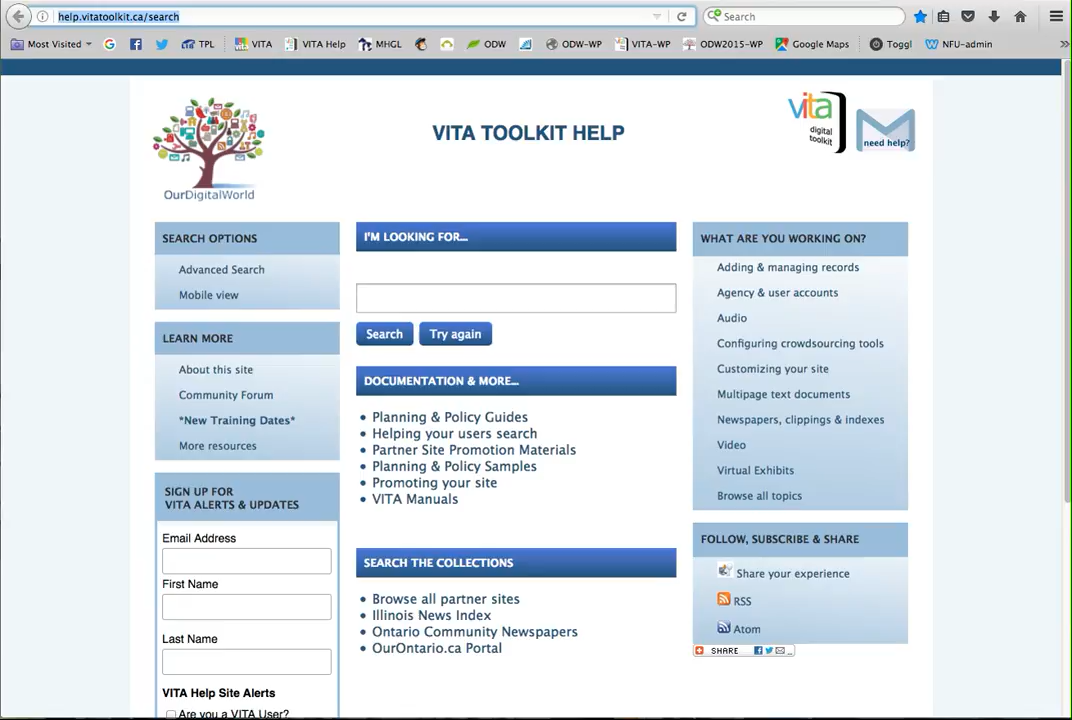 help.vitatoolkit.ca/search
Search
Most Visited
TPL
VITA
VITA Help
MHGL
ODW
ODW-WP
VITA-WP
ODW2015-WP
Google Maps
Toggl
NFU-admin
OurDigitalWorld
VITA TOOLKIT HELP
vita
digital
toolkit
need help?
SEARCH OPTIONS
Advanced Search
Mobile view
LEARN MORE
About this site
Community Forum
*New Training Dates*
More resources
SIGN UP FOR
VITA ALERTS & UPDATES
Email Address
First Name
Last Name
VITA Help Site Alerts
Are you a VITA User?
I'M LOOKING FOR...
Search
Try again
DOCUMENTATION & MORE...
• Planning & Policy Guides
• Helping your users search
• Partner Site Promotion Materials
• Planning & Policy Samples
• Promoting your site
• VITA Manuals
SEARCH THE COLLECTIONS
• Browse all partner sites
• Illinois News Index
• Ontario Community Newspapers
• OurOntario.ca Portal
WHAT ARE YOU WORKING ON?
Adding & managing records
Agency & user accounts
Audio
Configuring crowdsourcing tools
Customizing your site
Multipage text documents
Newspapers, clippings & indexes
Video
Virtual Exhibits
Browse all topics
FOLLOW, SUBSCRIBE & SHARE
Share your experience
RSS
Atom
SHARE